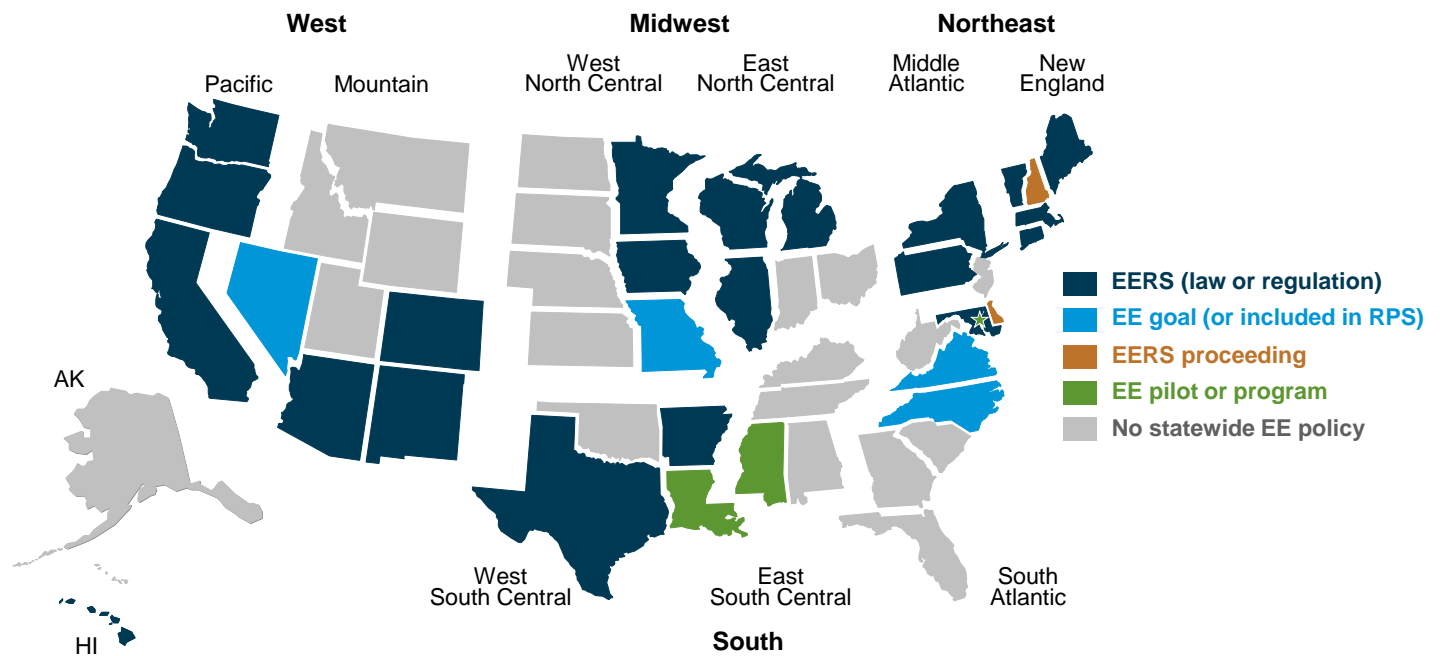 West
Midwest
Northeast
Pacific
Mountain
West
North Central
East
North Central
Middle
Atlantic
New
England
EERS (law or regulation)
EE goal (or included in RPS)
EERS proceeding
EE pilot or program
No statewide EE policy
AK
HI
West
South Central
East
South Central
South
Atlantic
South